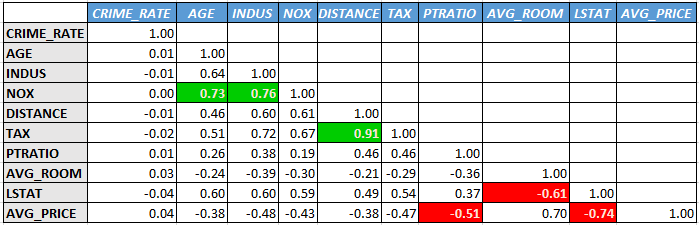 CRIME_RATE AGE INDUS NOX DISTANCE TAX PTRATIO AVG_ROOM LSTAT AVG_PRICE
CRIME_RATE 1.00
AGE 0.01 1.00
INDUS -0.01 0.64 1.00
NOX 0.00 0.73 0.76 1.00
DISTANCE -0.01 0.46 0.60 0.61 1.00
TAX -0.02 0.51 0.72 0.67 0.91 1.00
PTRATIO 0.01 0.26 0.38 0.19 0.46 0.46 1.00
AVG_ROOM 0.03 -0.24 -0.39 -0.30 -0.21 -0.29 -0.36 1.00
LSTAT -0.04 0.60 0.60 0.59 0.49 0.54 0.37 -0.61 1.00
AVG_PRICE 0.04 -0.38 -0.48 -0.43 -0.38 -0.47 -0.51 0.70 -0.74 1.00